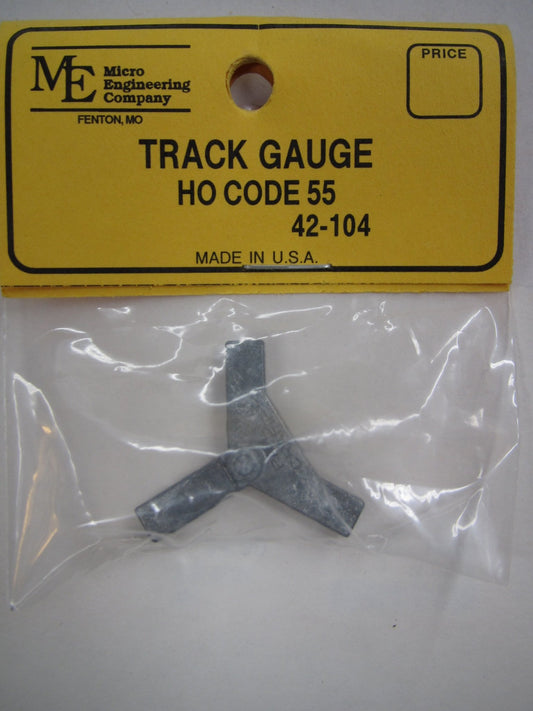 ME Micro
Engineering
Company
FENTON, MO
PRICE
TRACK GAUGE
HO CODE 55
42-104
MADE IN U.S.A.